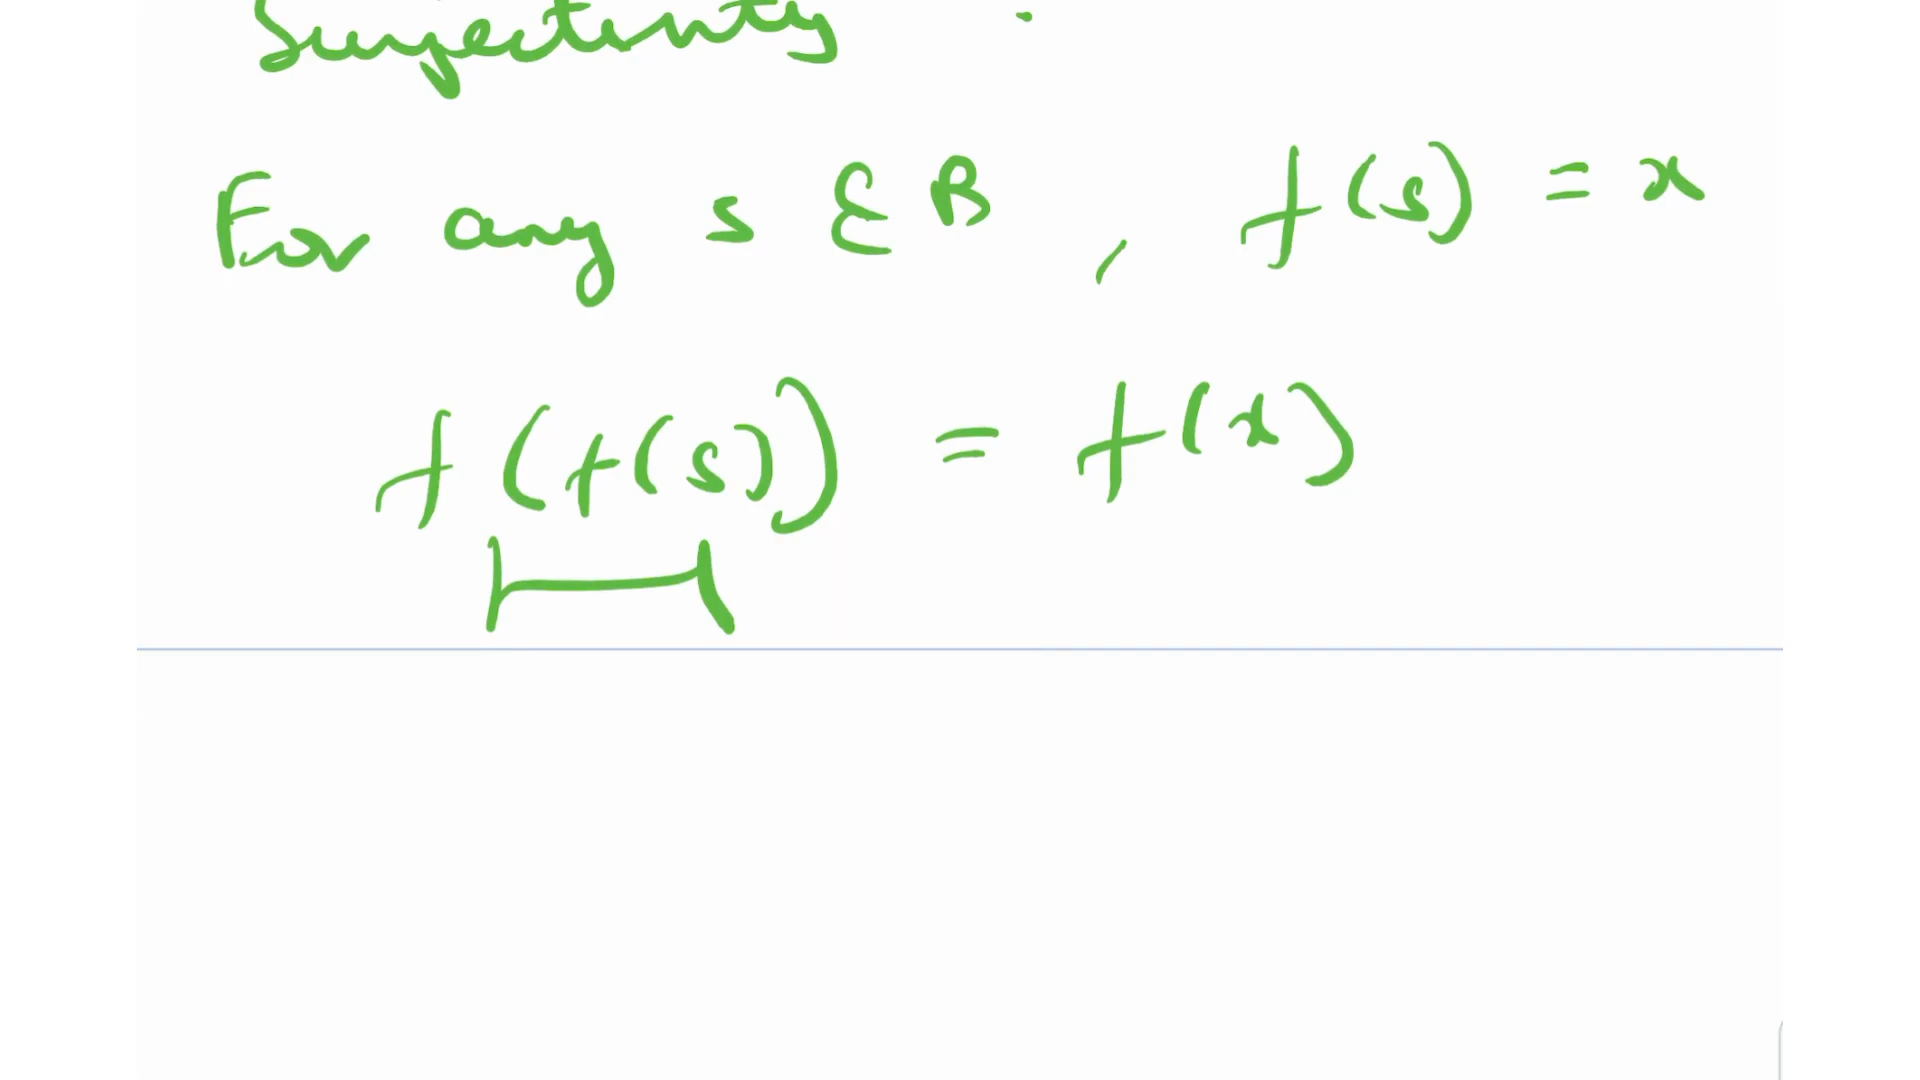 Surjectivity :
For any s ∈ B , f(s) = x
f(f(s)) = f(x)